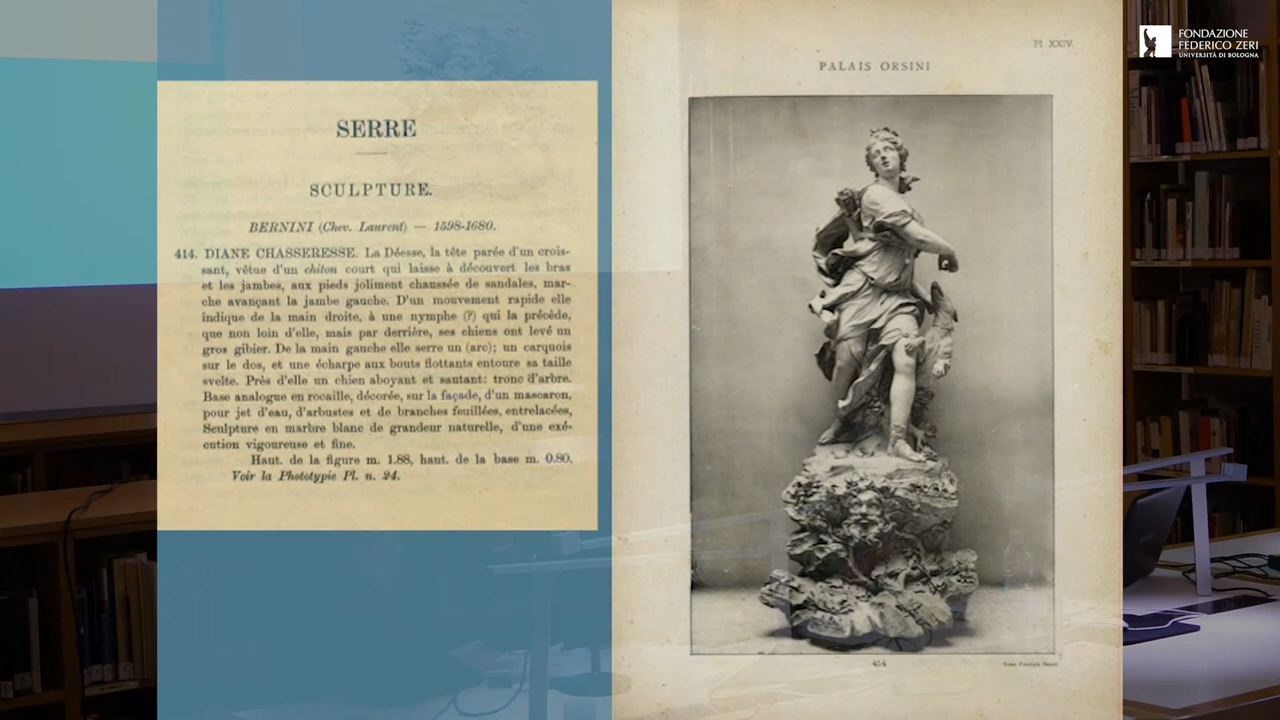 SERRE
SCULPTURE.
BERNINI (Chev. Laurent) — 1598-1680.
414. DIANE CHASSERESSE. La Déesse, la tête parée d'un crois-
sant, vêtue d'un chiton court qui laisse à découvert les bras
et les jambes, aux pieds joliment chaussée de sandales, mar-
che avançant la jambe gauche. D'un mouvement rapide elle
indique de la main droite, à une nymphe (?) qui la précède,
que non loin d'elle, mais par derrière, ses chiens ont levé un
gros gibier. De la main gauche elle serre un (arc); un carquois
sur le dos, et une écharpe aux bouts flottants entoure sa taille
svelte. Près d'elle un chien aboyant et sautant: tronc d'arbre.
Base analogue en rocaille, décorée, sur la façade, d'un mascaron,
pour jet d'eau, d'arbustes et de branches feuillées, entrelacées,
Sculpture en marbre blanc de grandeur naturelle, d'une exé-
cution vigoureuse et fine.
Haut. de la figure m. 1.88, haut. de la base m. 0.80.
Voir la Phototypie Pl. n. 24.
Pl XXIV.
PALAIS ORSINI
414
FONDAZIONE
FEDERICO ZERI
UNIVERSITÀ DI BOLOGNA